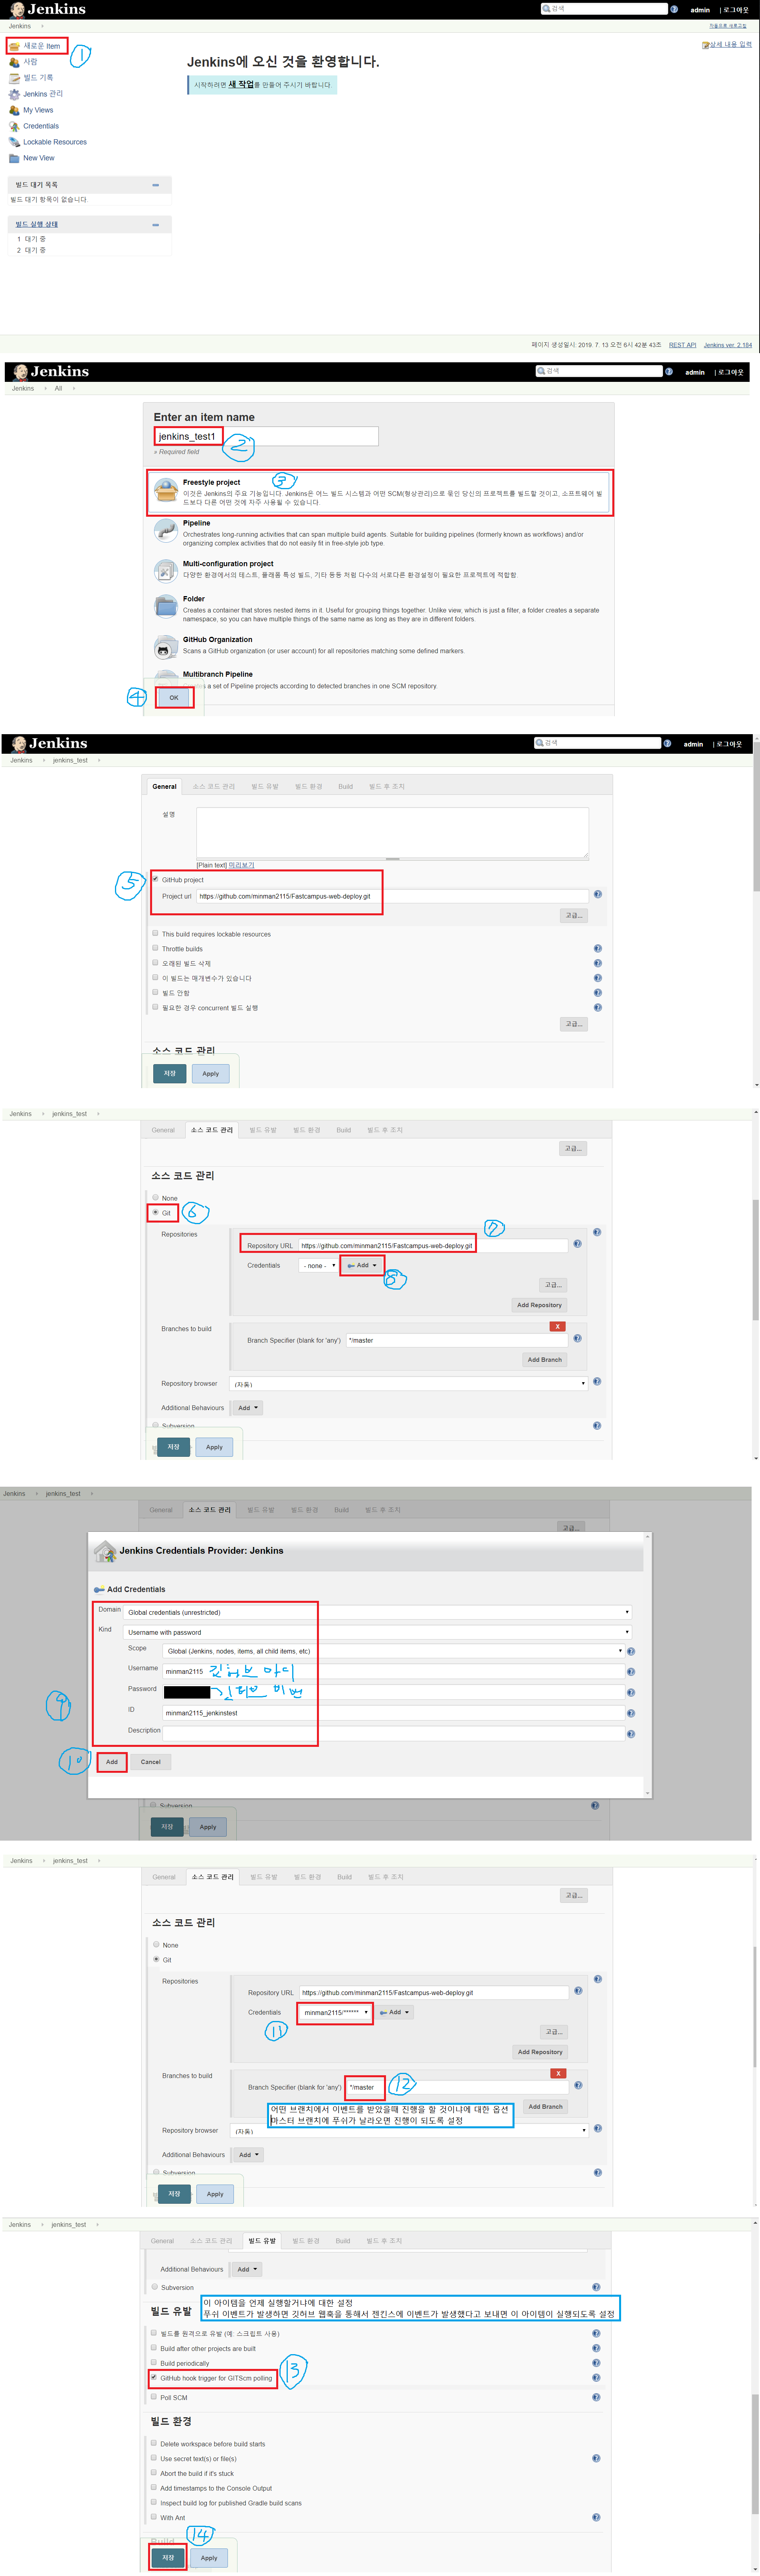 Jenkins
검색
admin
| 로그아웃
Jenkins
자동으로 새로고침
새로운 Item
1
사람
빌드 기록
Jenkins 관리
My Views
Credentials
Lockable Resources
New View
상세 내용 입력
Jenkins에 오신 것을 환영합니다.
시작하려면 새 작업를 만들어 주시기 바랍니다.
빌드 대기 목록
빌드 대기 항목이 없습니다.
빌드 실행 상태
1 대기 중
2 대기 중
페이지 생성일시: 2019. 7. 13 오전 6시 42분 43초 REST API Jenkins ver. 2.184
Jenkins
검색
admin
| 로그아웃
Jenkins All
Enter an item name
jenkins_test1
2
» Required field
3
Freestyle project
이것은 Jenkins의 주요 기능입니다. Jenkins은 어느 빌드 시스템과 어떤 SCM(형상관리)으로 묶인 당신의 프로젝트를 빌드할 것이고, 소프트웨어 빌
드보다 다른 어떤 것에 자주 사용될 수 있습니다.
Pipeline
Orchestrates long-running activities that can span multiple build agents. Suitable for building pipelines (formerly known as workflows) and/or
organizing complex activities that do not easily fit in free-style job type.
Multi-configuration project
다양한 환경에서의 테스트, 플래폼 특성 빌드, 기타 등등 처럼 다수의 서로다른 환경설정이 필요한 프로젝트에 적합함.
Folder
Creates a container that stores nested items in it. Useful for grouping things together. Unlike view, which is just a filter, a folder creates a separate
namespace, so you can have multiple things of the same name as long as they are in different folders.
GitHub Organization
Scans a GitHub organization (or user account) for all repositories matching some defined markers.
Multibranch Pipeline
a set of Pipeline projects according to detected branches in one SCM repository.
4
OK
Jenkins
검색
admin
| 로그아웃
Jenkins jenkins_test
General 소스 코드 관리 빌드 유발 빌드 환경 Build 빌드 후 조치
설명
[Plain text] 미리보기
5
GitHub project
Project url https://github.com/minman2115/Fastcampus-web-deploy.git
고급...
This build requires lockable resources
Throttle builds
오래된 빌드 삭제
이 빌드는 매개변수가 있습니다
빌드 안함
필요한 경우 concurrent 빌드 실행
고급...
소스 코드 관리
저장 Apply
Jenkins jenkins_test
General 소스 코드 관리 빌드 유발 빌드 환경 Build 빌드 후 조치
고급...
소스 코드 관리
None
Git
6
7
Repositories
Repository URL https://github.com/minman2115/Fastcampus-web-deploy.git
Credentials - none - Add
8
고급...
Add Repository
Branches to build
X
Branch Specifier (blank for 'any') */master
Add Branch
Repository browser (자동)
Additional Behaviours Add
Subversion
저장 Apply
Jenkins jenkins_test
General 소스 코드 관리 빌드 유발 빌드 환경 Build 빌드 후 조치
고급...
Jenkins Credentials Provider: Jenkins
Add Credentials
Domain Global credentials (unrestricted)
Kind Username with password
Scope Global (Jenkins, nodes, items, all child items, etc)
Username minman2115 깃허브 아이디
Password 깃허브 비번
9
ID minman2115_jenkinstest
Description
10
Add Cancel
Subversion
저장 Apply
Jenkins jenkins_test
General 소스 코드 관리 빌드 유발 빌드 환경 Build 빌드 후 조치
고급...
소스 코드 관리
None
Git
Repositories
Repository URL https://github.com/minman2115/Fastcampus-web-deploy.git
Credentials minman2115/****** Add
11
고급...
Add Repository
Branches to build
X
Branch Specifier (blank for 'any') */master
12
Add Branch
어떤 브랜치에서 이벤트를 받았을때 진행을 할 것이냐에 대한 옵션
마스터 브랜치에 푸쉬가 날라오면 진행이 되도록 설정
Repository browser (자동)
Additional Behaviours Add
Subversion
저장 Apply
Jenkins jenkins_test
General 소스 코드 관리 빌드 유발 빌드 환경 Build 빌드 후 조치
Additional Behaviours Add
Subversion
이 아이템을 언제 실행할거냐에 대한 설정
빌드 유발
푸쉬 이벤트가 발생하면 깃허브 웹훅을 통해서 젠킨스에 이벤트가 발생했다고 보내면 이 아이템이 실행되도록 설정
빌드를 원격으로 유발 (예: 스크립트 사용)
Build after other projects are built
Build periodically
GitHub hook trigger for GITScm polling
13
Poll SCM
빌드 환경
Delete workspace before build starts
Use secret text(s) or file(s)
Abort the build if it's stuck
Add timestamps to the Console Output
Inspect build log for published Gradle build scans
With Ant
Build
14
저장 Apply